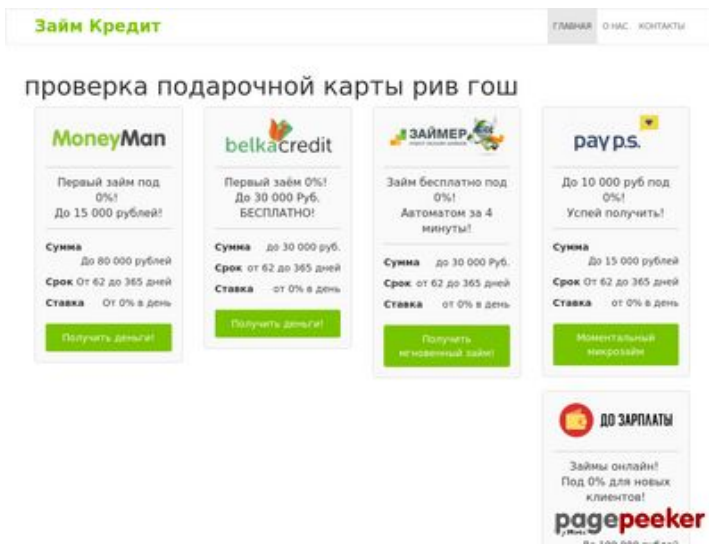 Займ Кредит
ГЛАВНАЯ О НАС КОНТАКТЫ
проверка подарочной карты рив гош
MoneyMan
Первый займ под
0%!
До 15 000 рублей!
Сумма
До 80 000 рублей
Срок От 62 до 365 дней
Ставка От 0% в день
Получить деньги!
belkacredit
Первый заём 0%!
До 30 000 Руб.
БЕСПЛАТНО!
Сумма до 30 000 руб.
Срок от 62 до 365 дней
Ставка от 0% в день
Получить деньги!
ЗАЙМЕР
Займ бесплатно под
0%!
Автоматом за 4
минуты!
Сумма до 30 000 Руб.
Срок от 62 до 365 дней
Ставка от 0% в день
Получить
мгновенный займ!
pay p.s.
До 10 000 руб под
0%!
Успей получить!
Сумма
До 15 000 рублей
Срок От 62 до 365 дней
Ставка От 0% в день
Моментальный
микрозайм
ДО ЗАРПЛАТЫ
Займы онлайн!
Под 0% для новых
клиентов!
pagepeeker
До 100 000 рублей